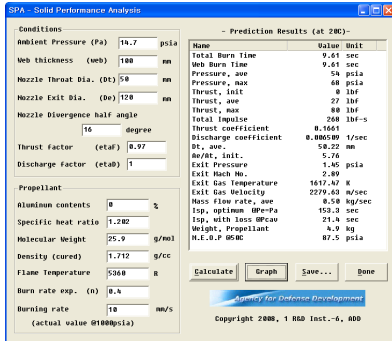 SPA - Solid Performance Analysis
Conditions
Ambient Pressure (Pa) 14.7 psia
Web thickness (web) 100 mm
Nozzle Throat Dia. (Dt) 50 mm
Nozzle Exit Dia. (De) 120 mm
Nozzle Divergence half angle
16 degree
Thrust factor (etaF) 0.97
Discharge factor (etaD) 1
Propellant
Aluminum contents 0 %
Specific heat ratio 1.202
Molecular Weight 25.9 g/mol
Density (cured) 1.712 g/cc
Flame Temperature 5360 R
Burn rate exp. (n) 0.4
Burning rate 10 mm/s
(actual value @1000psia)
- Prediction Results (at 20C)-
Name Value Unit
Total Burn Time 9.61 sec
Web Burn Time 9.61 sec
Pressure, ave 54 psia
Pressure, max 68 psia
Thrust, init 0 lbf
Thrust, ave 27 lbf
Thrust, max 80 lbf
Total Impulse 268 lbf-s
Thrust coefficient 0.1661
Discharge coefficient 0.006509 1/sec
Dt, ave. 50.22 mm
Ae/At, init. 5.76
Exit Pressure 1.45 psia
Exit Mach No. 2.89
Exit Gas Temperature 1617.47 K
Exit Gas Velocity 2279.63 m/sec
Mass flow rate, ave 0.50 kg/sec
Isp, optimum @Pe=Pa 153.3 sec
Isp, with loss @Pcav 21.4 sec
Weight, Propellant 4.9 kg
M.E.O.P @50C 87.5 psia
Calculate Graph Save... Done
Agency for Defense Development
Copyright 2008, 1 R&D Inst.-6, ADD